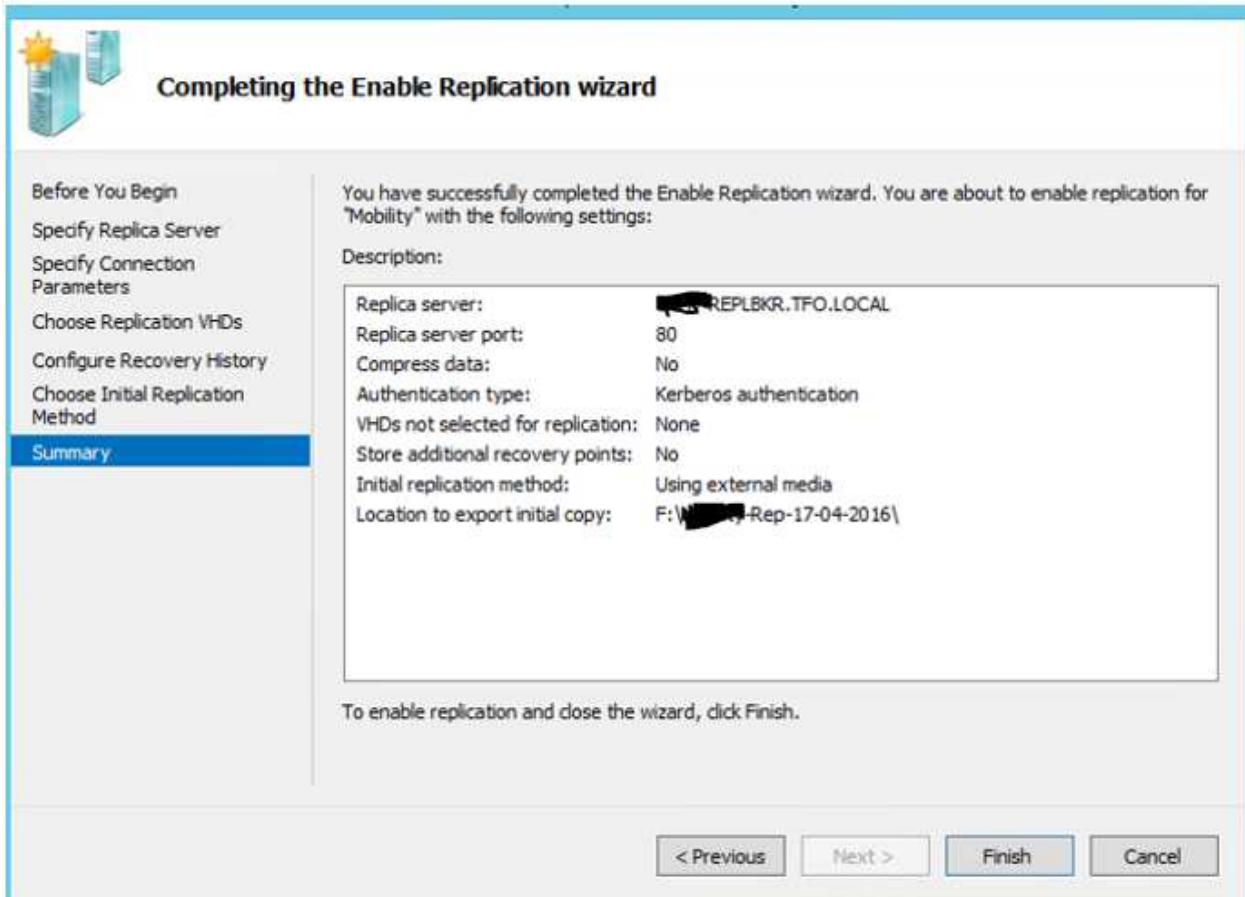 Completing the Enable Replication wizard
Before You Begin
Specify Replica Server
Specify Connection
Parameters
Choose Replication VHDs
Configure Recovery History
Choose Initial Replication
Method
Summary
You have successfully completed the Enable Replication wizard. You are about to enable replication for
"Mobility" with the following settings:
Description:
Replica server: REPLBKR.TFO.LOCAL
Replica server port: 80
Compress data: No
Authentication type: Kerberos authentication
VHDs not selected for replication: None
Store additional recovery points: No
Initial replication method: Using external media
Location to export initial copy: F:\ -Rep-17-04-2016\
To enable replication and close the wizard, click Finish.
< Previous Next > Finish Cancel